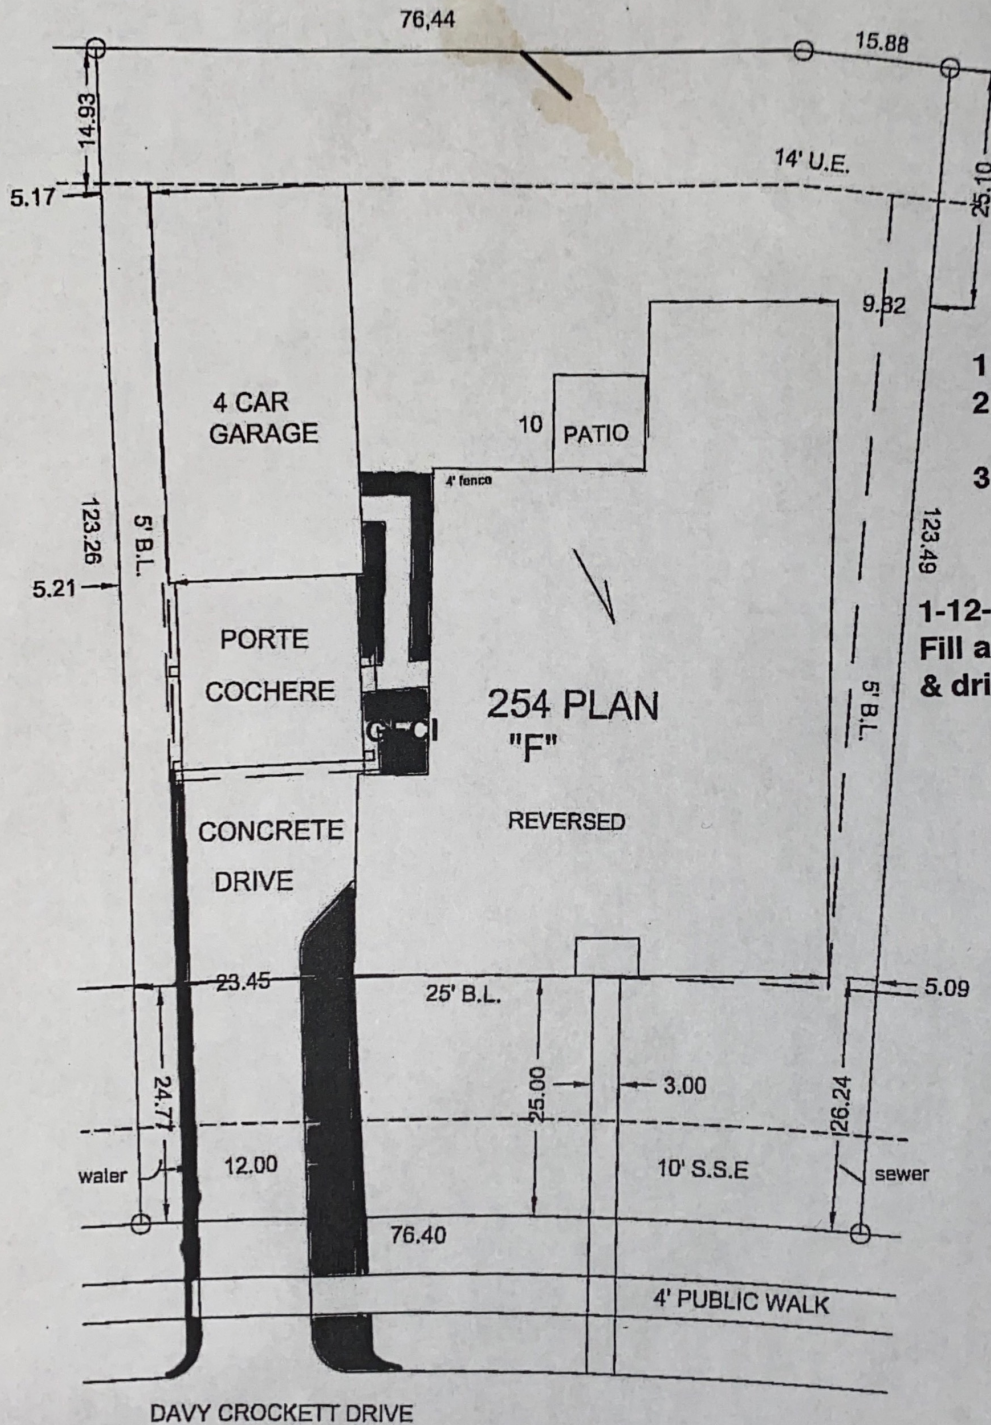 76,44
15.88
14.93
14' U.E.
5.17
25.10
9.82
4 CAR
GARAGE
10
PATIO
4' fence
1
2
3
123.26
5' B.L.
123.49
5.21
PORTE
COCHERE
1-12-
Fill a
& dri
254 PLAN
"F"
5' B.L.
REVERSED
CONCRETE
DRIVE
23.45
25' B.L.
5.09
24.77
25.00
3.00
26.24
water
12.00
10' S.S.E
sewer
76.40
4' PUBLIC WALK
DAVY CROCKETT DRIVE